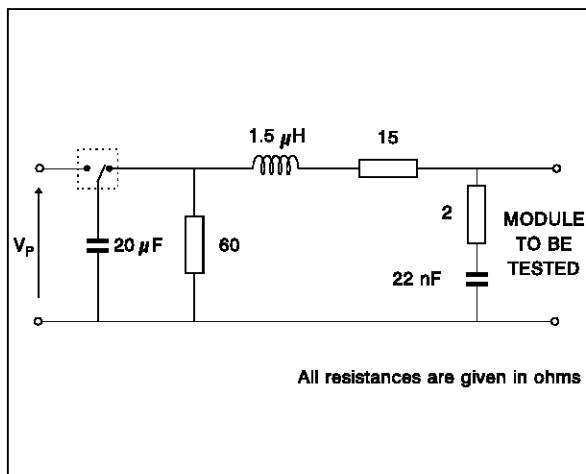 1.5 µH
15
2
MODULE
TO BE
TESTED
V_P
20 µF
60
22 nF
All resistances are given in ohms